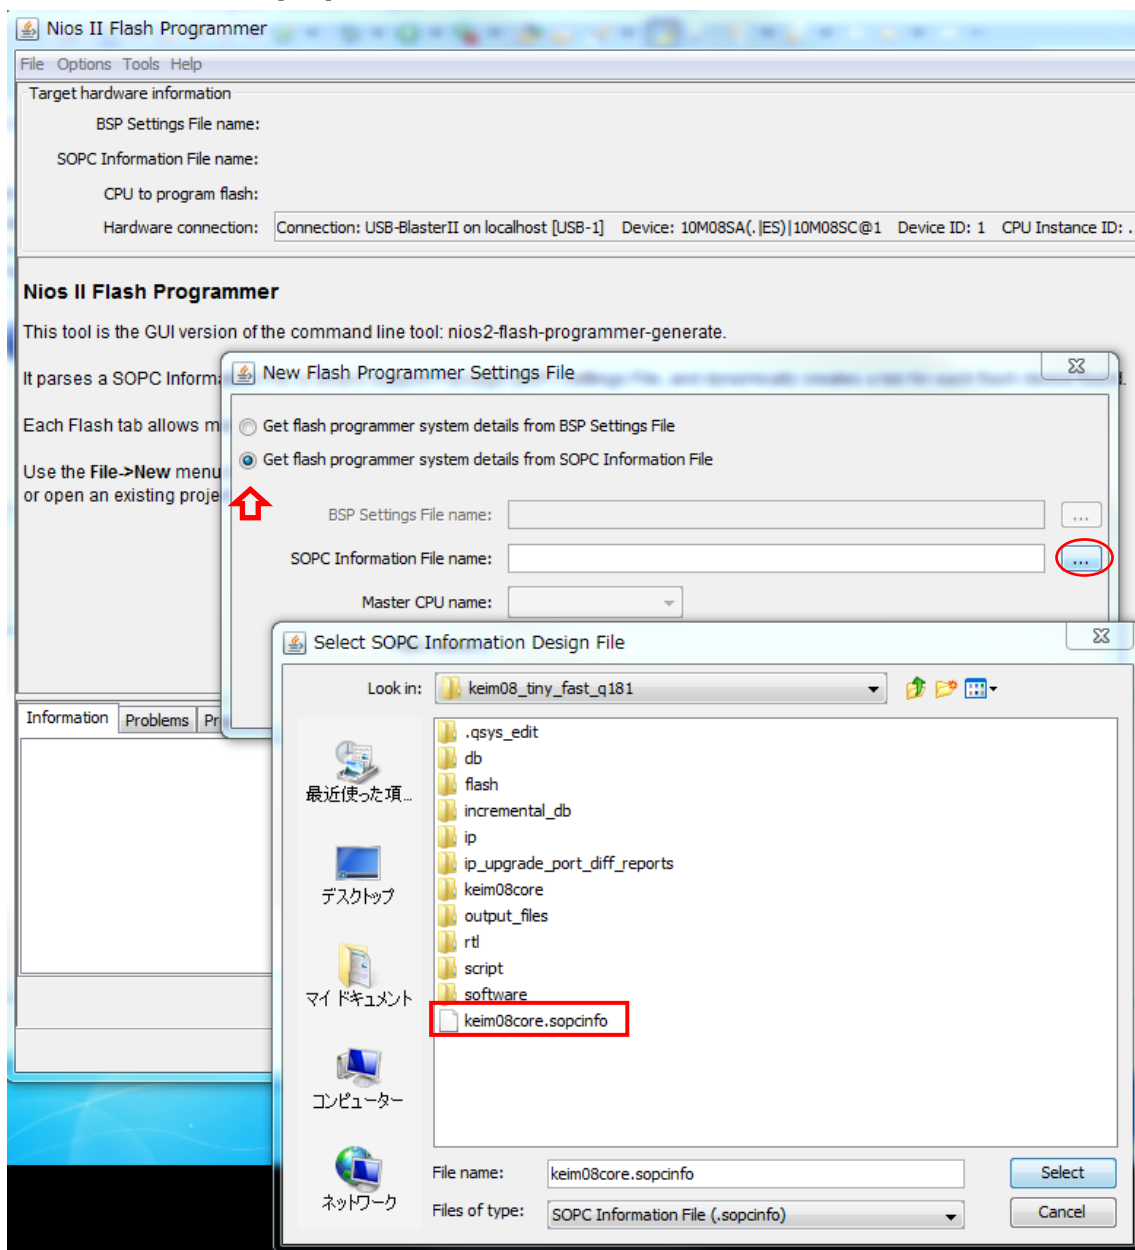 Nios II Flash Programmer
File Options Tools Help
Target hardware information
BSP Settings File name:
SOPC Information File name:
CPU to program flash:
Hardware connection: Connection: USB-BlasterII on localhost [USB-1] Device: 10M08SA(.|ES)|10M08SC@1 Device ID: 1 CPU Instance ID: .
Nios II Flash Programmer
This tool is the GUI version of the command line tool: nios2-flash-programmer-generate.
It parses a SOPC Inform
Each Flash tab allows m
Use the File->New menu
or open an existing proje
New Flash Programmer Settings File
Get flash programmer system details from BSP Settings File
Get flash programmer system details from SOPC Information File
BSP Settings File name: ...
SOPC Information File name: ...
Master CPU name:
Information Problems Pr
Select SOPC Information Design File
Look in: keim08_tiny_fast_q181
最近使った項...
デスクトップ
マイ ドキュメント
コンピューター
ネットワーク
.qsys_edit
db
flash
incremental_db
ip
ip_upgrade_port_diff_reports
keim08core
output_files
rtl
script
software
keim08core.sopcinfo
File name: keim08core.sopcinfo Select
Files of type: SOPC Information File (.sopcinfo) Cancel